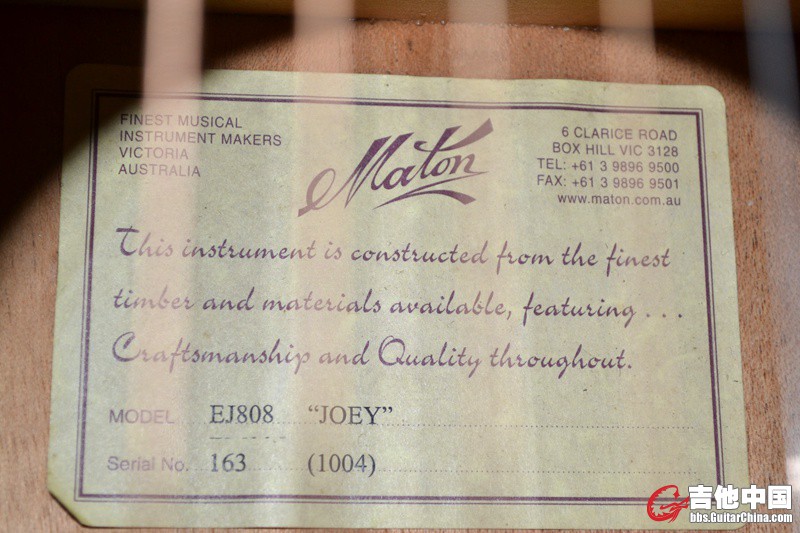 FINEST MUSICAL
INSTRUMENT MAKERS
VICTORIA
AUSTRALIA
Maton
6 CLARICE ROAD
BOX HILL VIC 3128
TEL: +61 3 9896 9500
FAX: +61 3 9896 9501
www.maton.com.au
This instrument is constructed from the finest
timber and materials available, featuring . . .
Craftsmanship and Quality throughout.
MODEL EJ808 "JOEY"
Serial No. 163 (1004)
吉他中国
bbs.GuitarChina.com